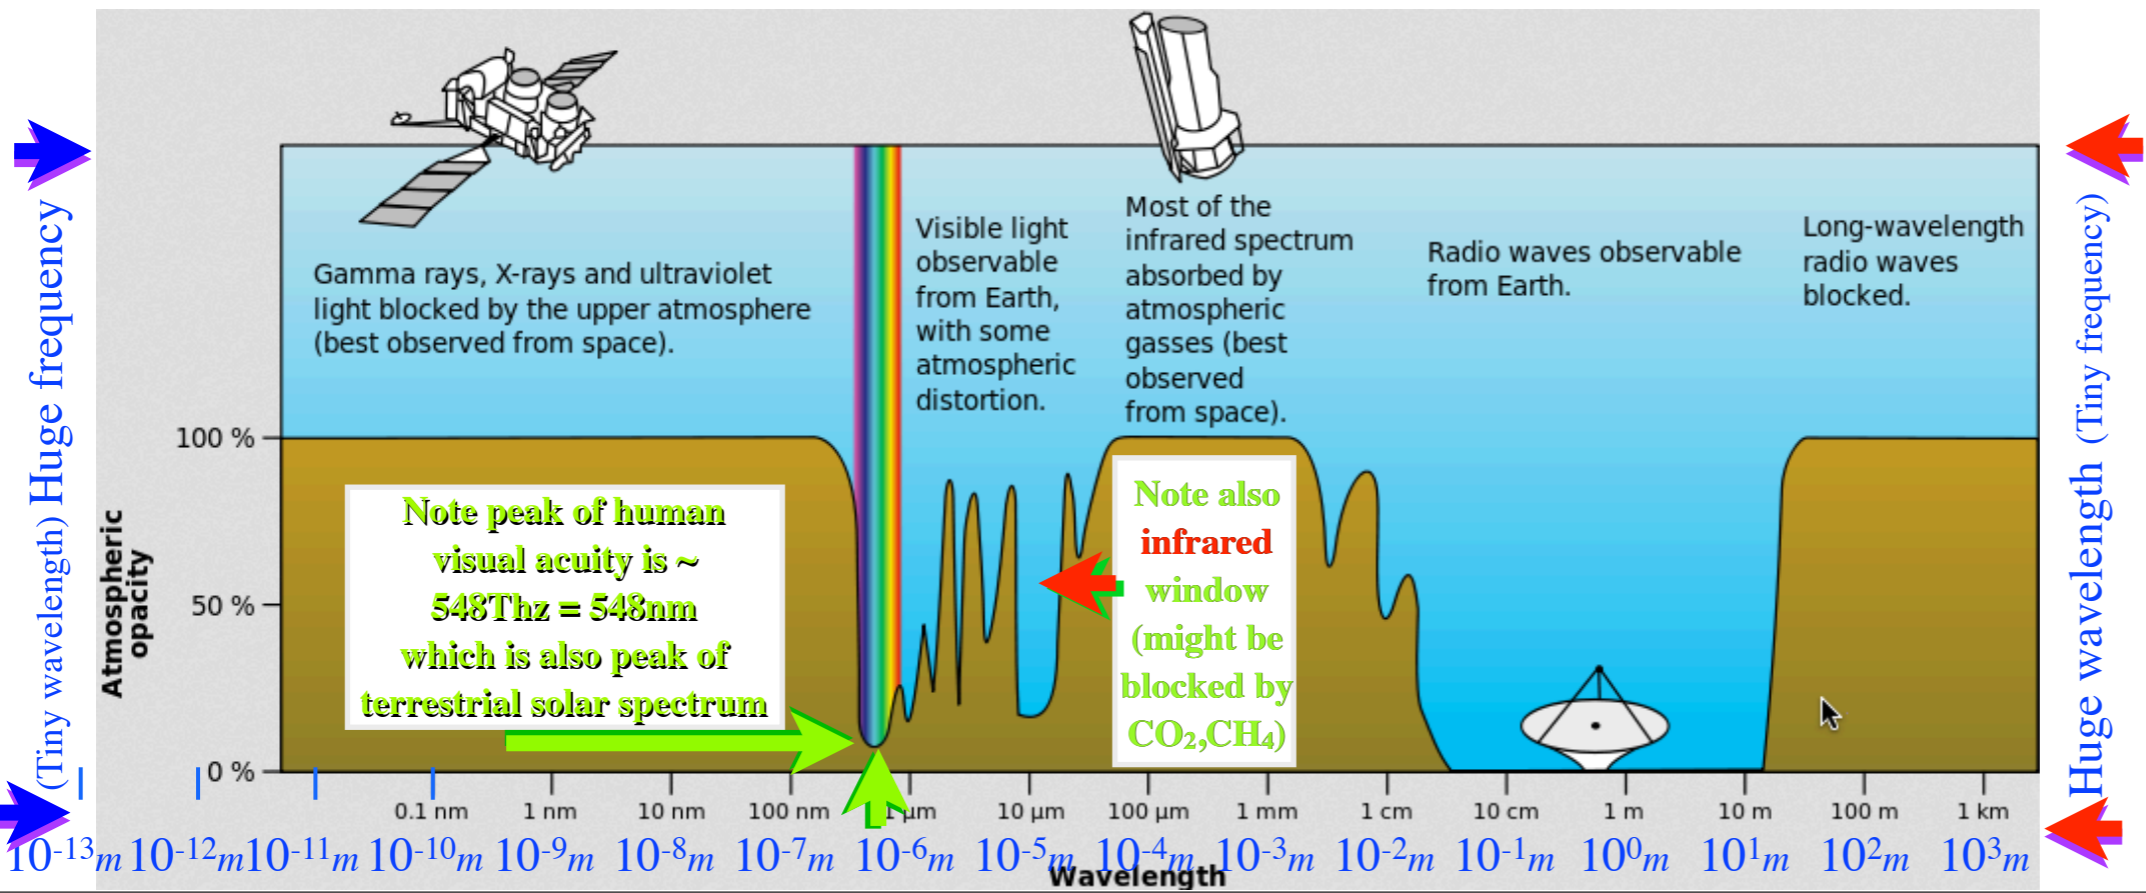 Gamma rays, X-rays and ultraviolet
light blocked by the upper atmosphere
(best observed from space).
Visible light
observable
from Earth,
with some
atmospheric
distortion.
Most of the
infrared spectrum
absorbed by
atmospheric
gasses (best
observed
from space).
Radio waves observable
from Earth.
Long-wavelength
radio waves
blocked.
(Tiny wavelength) Huge frequency
Huge wavelength (Tiny frequency)
Atmospheric
opacity
100 %
50 %
0 %
Note peak of human
visual acuity is ~
548Thz = 548nm
which is also peak of
terrestrial solar spectrum
Note also
infrared
window
(might be
blocked by
CO₂,CH₄)
0.1 nm 1 nm 10 nm 100 nm 1 µm 10 µm 100 µm 1 mm 1 cm 10 cm 1 m 10 m 100 m 1 km
10⁻¹³m 10⁻¹²m 10⁻¹¹m 10⁻¹⁰m 10⁻⁹m 10⁻⁸m 10⁻⁷m 10⁻⁶m 10⁻⁵m 10⁻⁴m 10⁻³m 10⁻²m 10⁻¹m 10⁰m 10¹m 10²m 10³m
Wavelength